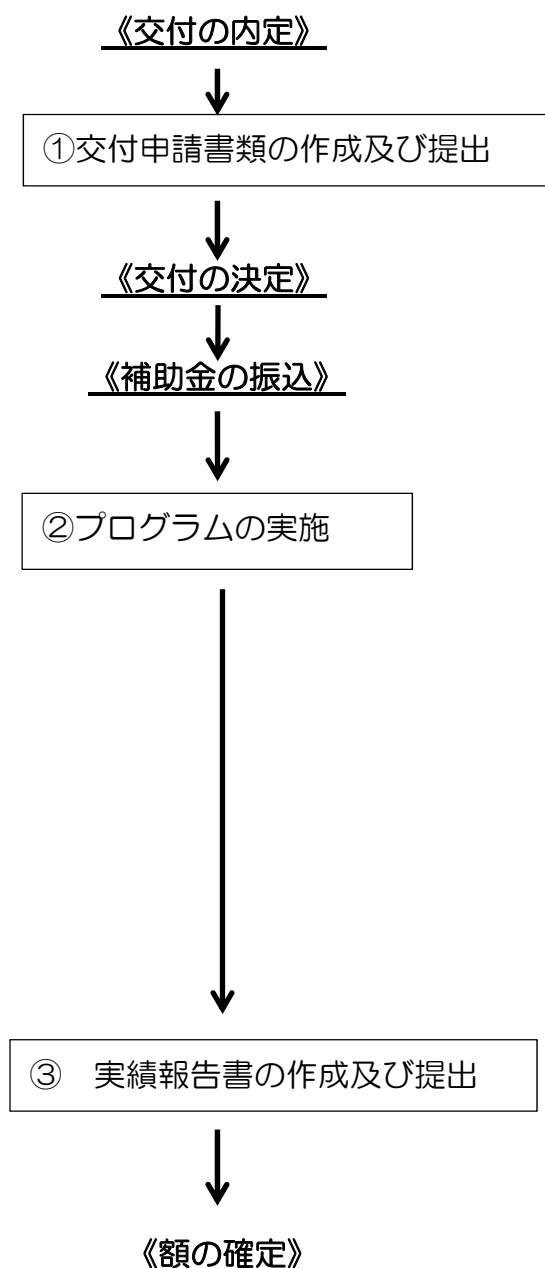 《交付の内定》
①交付申請書類の作成及び提出
《交付の決定》
《補助金の振込》
②プログラムの実施
③　実績報告書の作成及び提出
《額の確定》